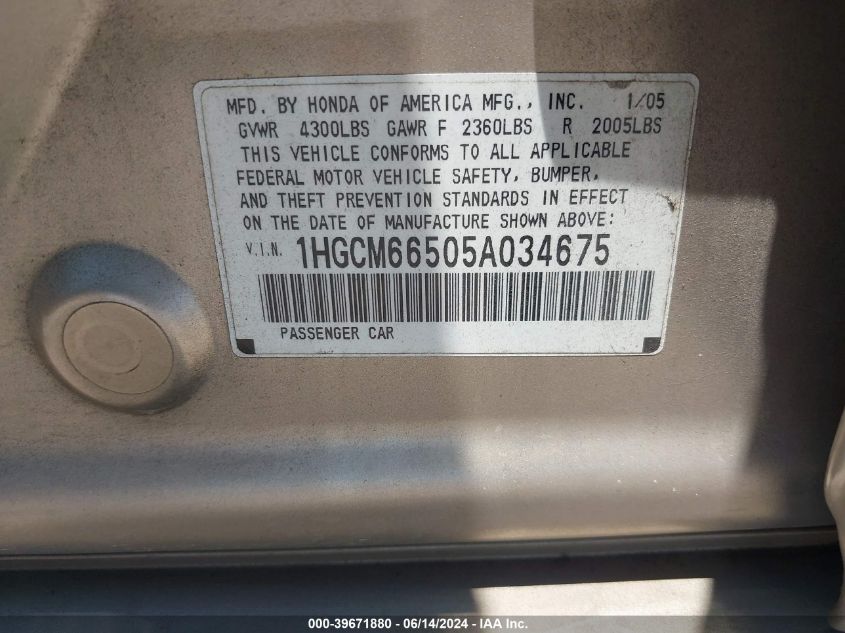 MFD. BY HONDA OF AMERICA MFG., INC. 1/05
GVWR 4300LBS GAWR F 2360LBS R 2005LBS
THIS VEHICLE CONFORMS TO ALL APPLICABLE
FEDERAL MOTOR VEHICLE SAFETY, BUMPER,
AND THEFT PREVENTION STANDARDS IN EFFECT
ON THE DATE OF MANUFACTURE SHOWN ABOVE:
V.I.N. 1HGCM66505A034675
PASSENGER CAR
000-39671880 - 06/14/2024 - IAA Inc.